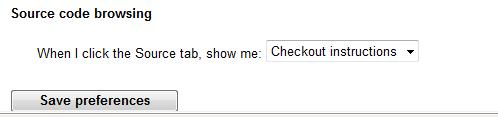 Source code browsing
When I click the Source tab, show me: Checkout instructions
Save preferences